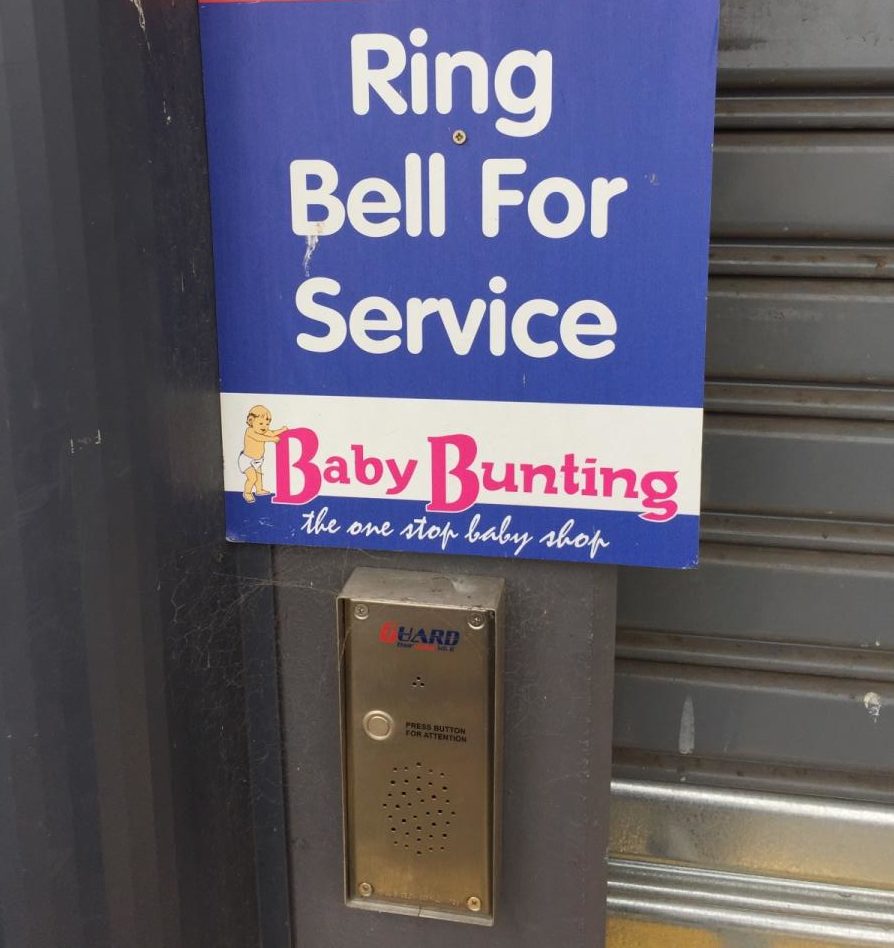 Ring
Bell For
Service
Baby Bunting
the one stop baby shop
GUARD
PRESS BUTTON
FOR ATTENTION